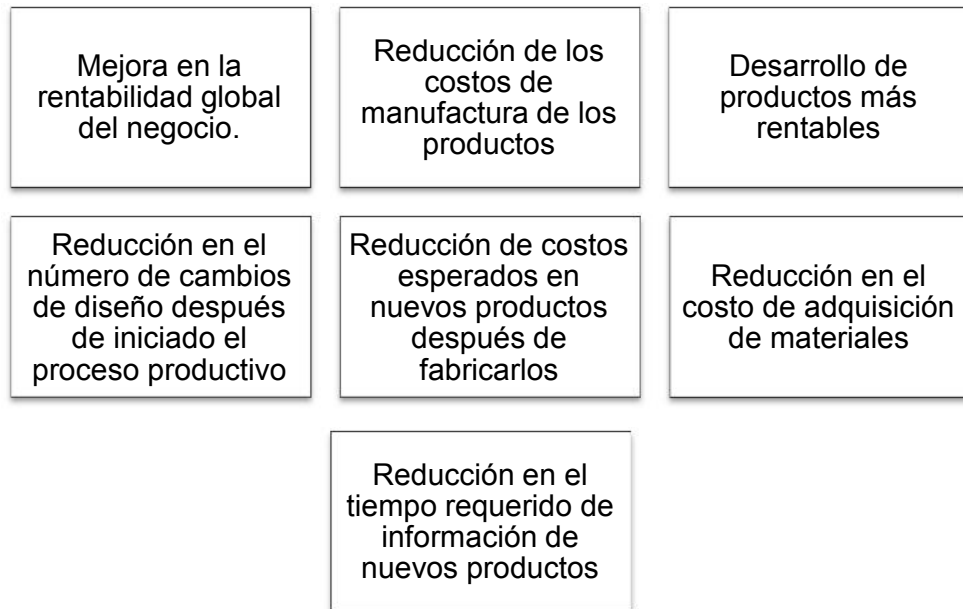 Mejora en la
rentabilidad global
del negocio.
Reducción de los
costos de
manufactura de los
productos
Desarrollo de
productos más
rentables
Reducción en el
número de cambios
de diseño después
de iniciado el
proceso productivo
Reducción de costos
esperados en
nuevos productos
después de
fabricarlos
Reducción en el
costo de adquisición
de materiales
Reducción en el
tiempo requerido de
información de
nuevos productos